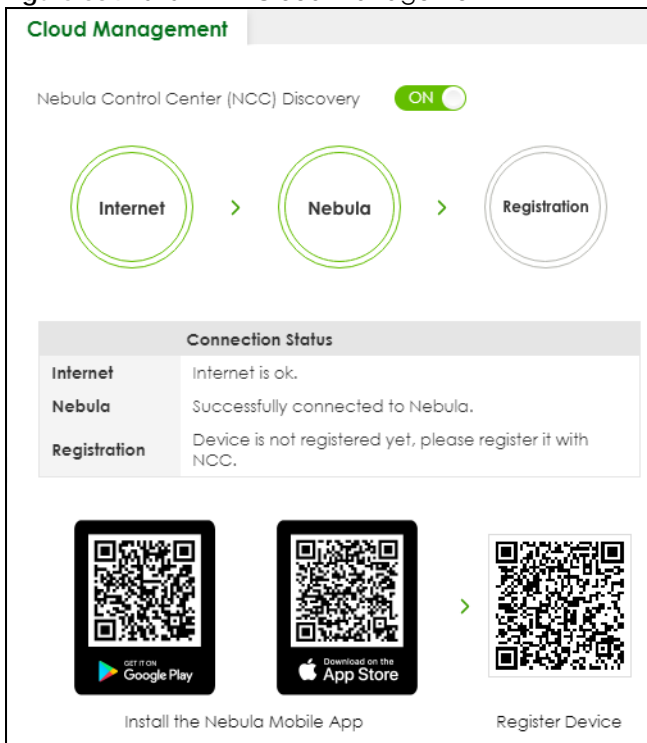 Cloud Management
Nebula Control Center (NCC) Discovery ON
Internet > Nebula > Registration
Connection Status
Internet Internet is ok.
Nebula Successfully connected to Nebula.
Registration Device is not registered yet, please register it with
NCC.
>
GET IT ON
Google Play
Download on the
App Store
Install the Nebula Mobile App Register Device